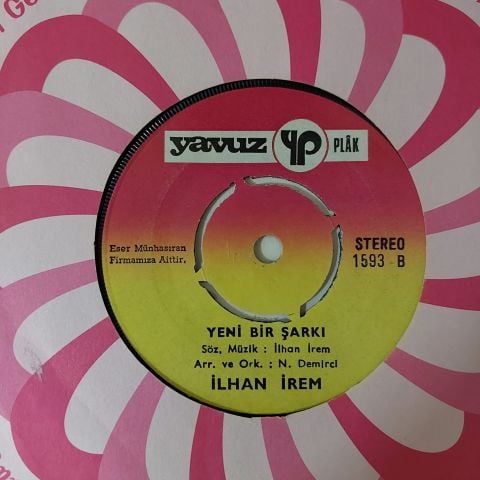 yavuz yp PLÂK
Eser Münhasıran
Firmamıza Aittir.
STEREO
1593 - B
YENİ BİR ŞARKI
Söz, Müzik : İlhan İrem
Arr. ve Ork. : N. Demirci
İLHAN İREM